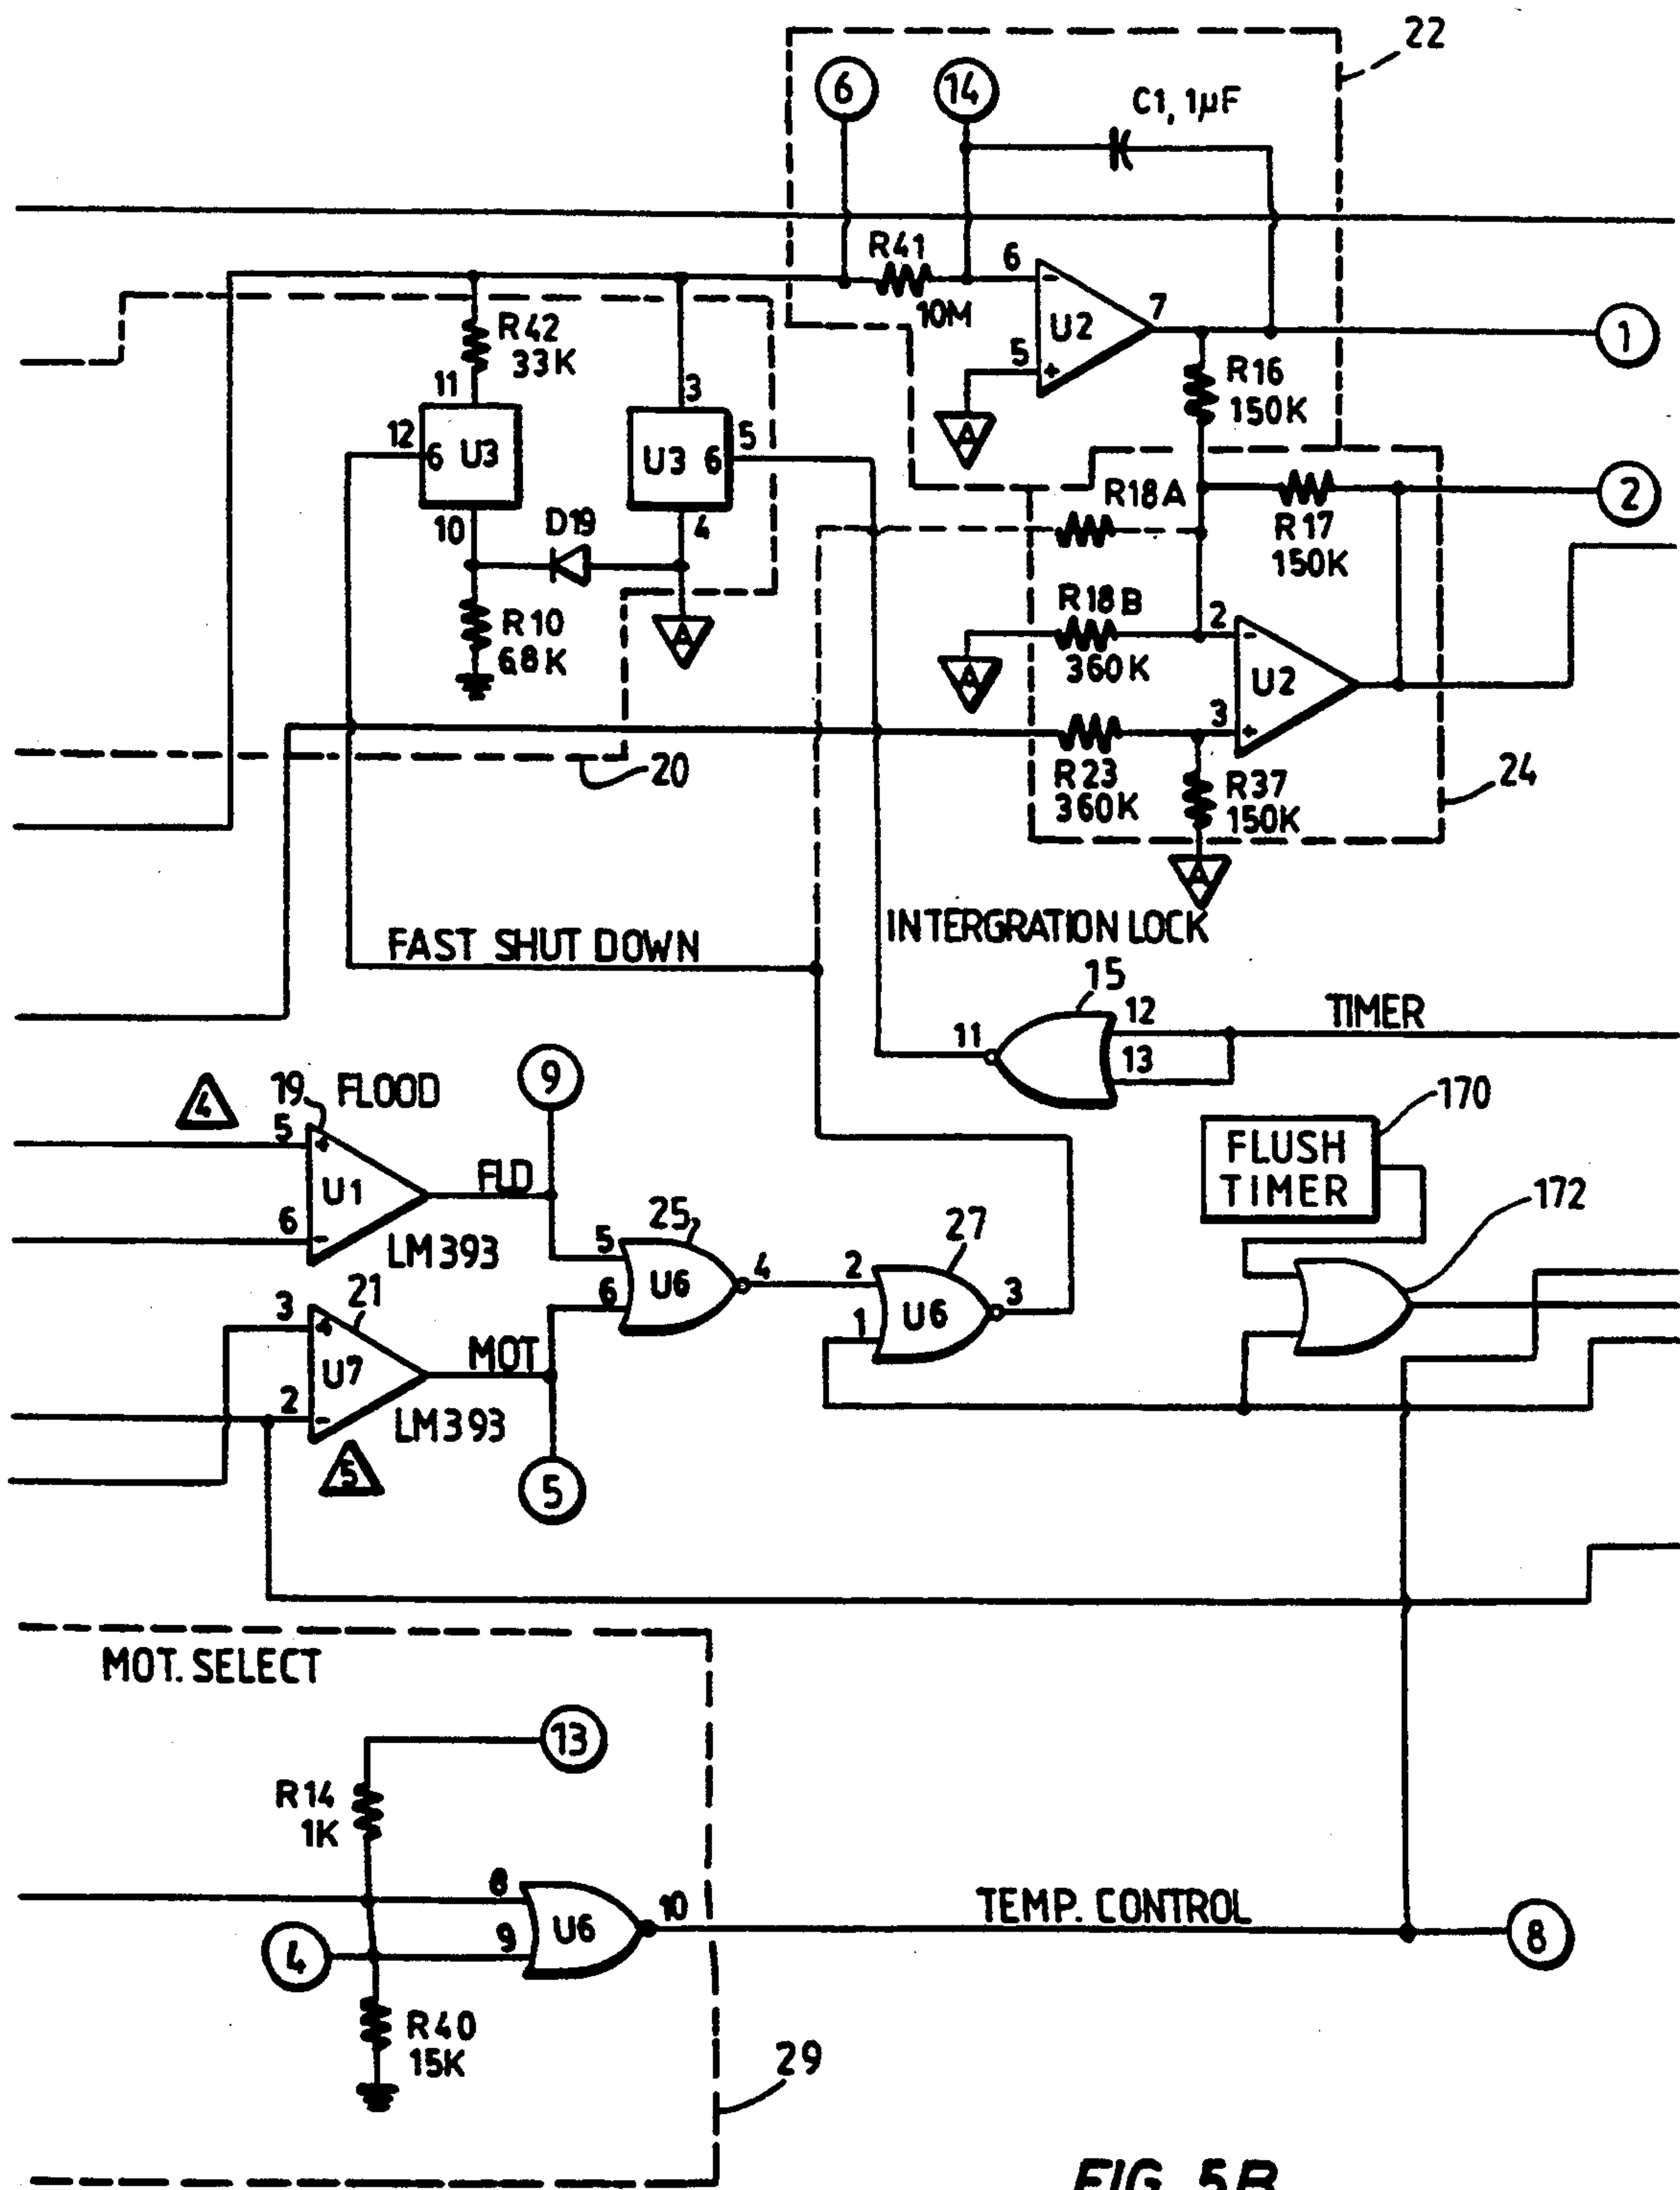 22
6
14
C1, 1µF
R41
10M
6
5
U2
7
1
R16
150K
R42
33K
11
12
6 U3
10
3
U3 6
5
4
D19
R10
68K
A
A
R18A
R17
150K
2
R18B
360K
A
2
3
U2
R23
360K
R37
150K
A
24
20
FAST SHUT DOWN
INTERGRATION LOCK
15
11
12
13
TIMER
4
19
FLOOD
9
5
6
U1
FLD
LM393
170
FLUSH
TIMER
172
25
5
6
U6
4
27
2
1
U6
3
3
2
21
U7
MOT
LM393
5
5
MOT. SELECT
13
R14
1K
8
9
U6
10
4
TEMP. CONTROL
8
R40
15K
29
FIG. 5B